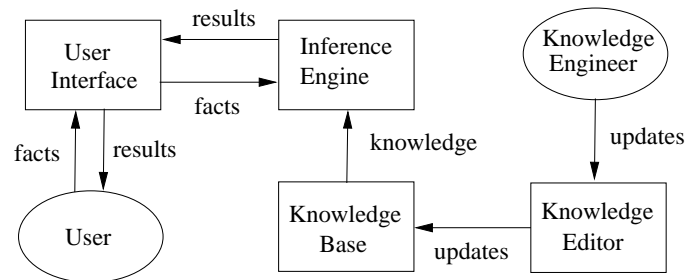 results
User
Interface
Inference
Engine
Knowledge
Engineer
facts
facts
results
knowledge
updates
User
Knowledge
Base
updates
Knowledge
Editor